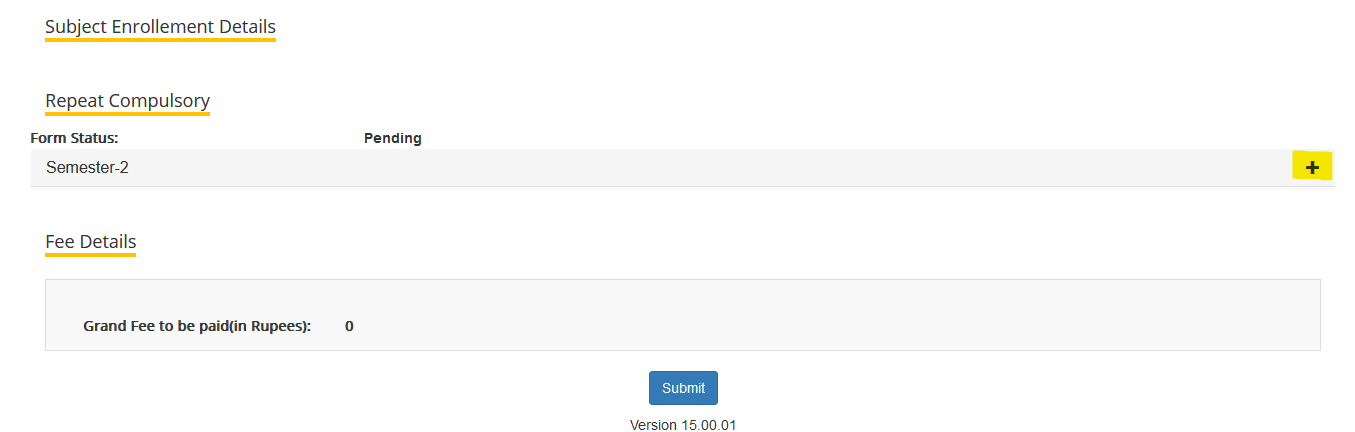 Subject Enrollement Details
Repeat Compulsory
Form Status: Pending
Semester-2 +
Fee Details
Grand Fee to be paid(in Rupees): 0
Submit
Version 15.00.01